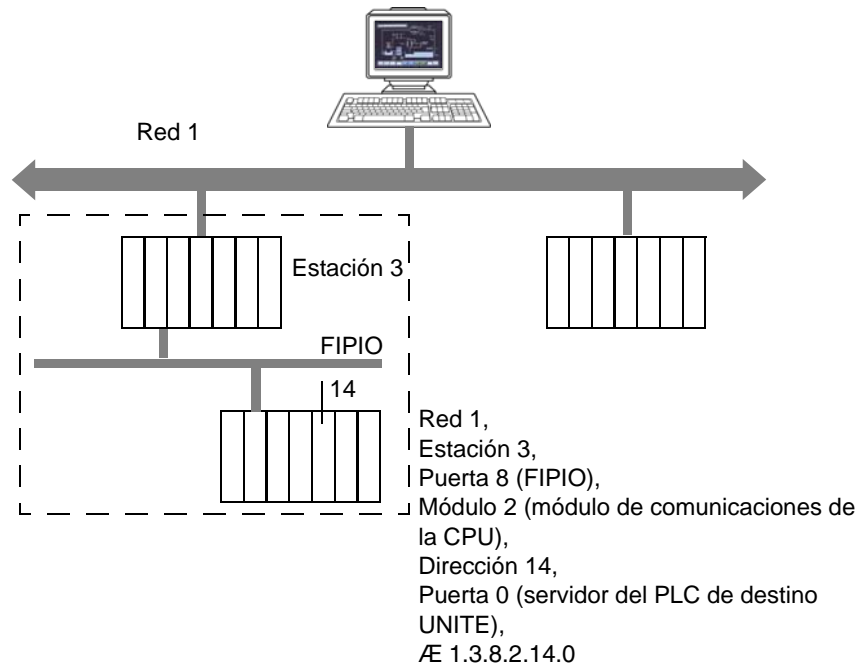 Red 1
Estación 3
FIPIO
14
Red 1,
Estación 3,
Puerta 8 (FIPIO),
Módulo 2 (módulo de comunicaciones de
la CPU),
Dirección 14,
Puerta 0 (servidor del PLC de destino
UNITE),
Æ 1.3.8.2.14.0